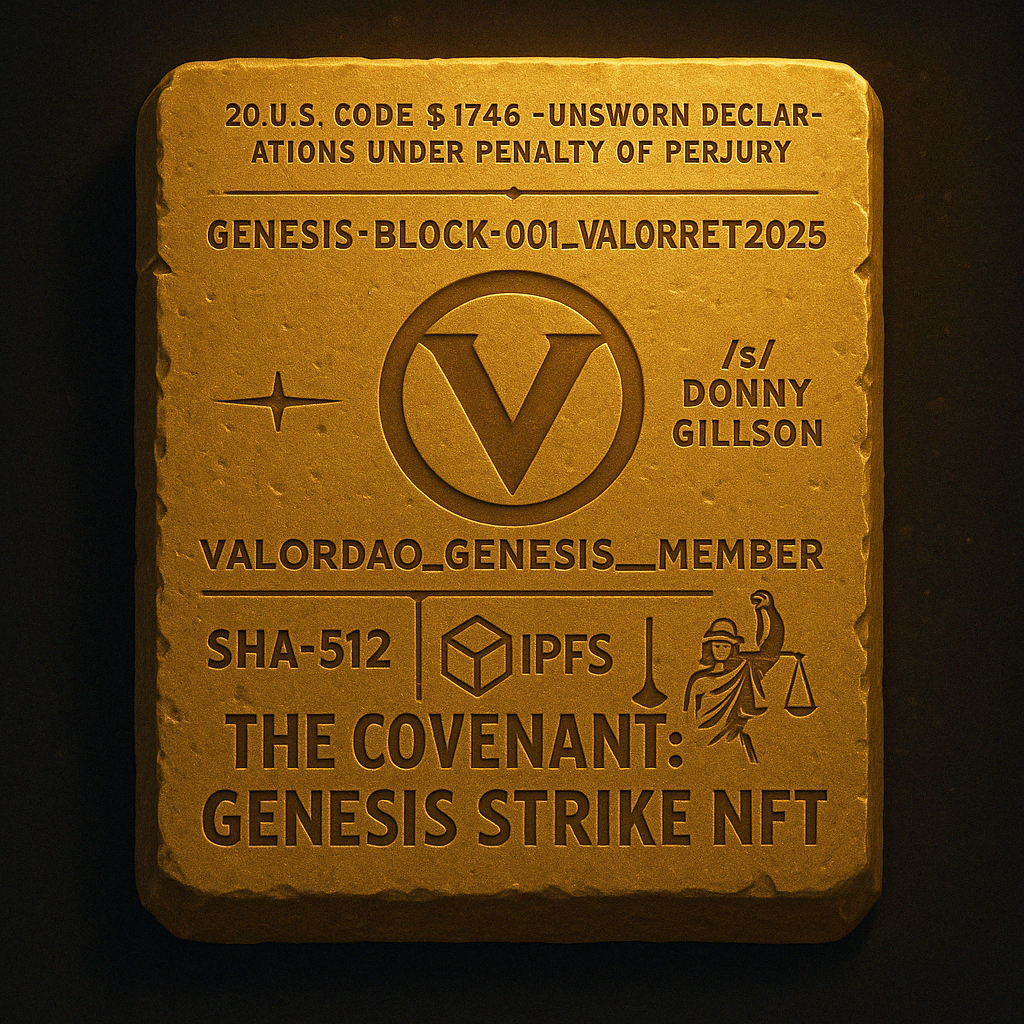 20.U.S. CODE $ 1746 -UNSWORN DECLAR-
ATIONS UNDER PENALTY OF PERJURY
GENESIS-BLOCK-001_VALORRET2025
V
/s/
DONNY
GILLSON
VALORDAO_GENESIS__MEMBER
SHA-512
IPFS
THE COVENANT:
GENESIS STRIKE NFT